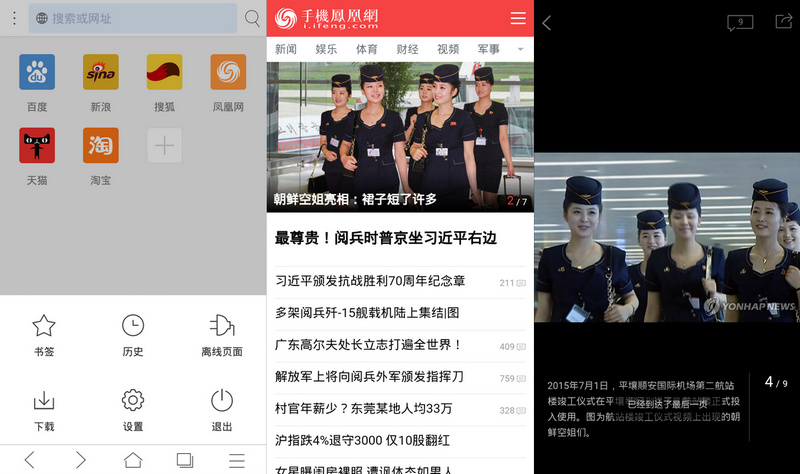 搜索或网址
百度
新浪
搜狐
凤凰网
天猫
淘宝
书签
历史
离线页面
下载
设置
退出
手機鳳凰網
i.ifeng.com
新闻
娱乐
体育
财经
视频
军事
朝鲜空姐亮相：裙子短了许多
2/7
最尊贵！阅兵时普京坐习近平右边
习近平颁发抗战胜利70周年纪念章
211
多架阅兵歼-15舰载机陆上集结|图
广东高尔夫处长立志打遍全世界！
409
解放军上将向阅兵外军颁发指挥刀
759
村官年薪少？东莞某地人均33万
328
沪指跌4%退守3000 仅10股翻红
女星曝闺房裸照 遭讽体态如男人
9
YONHAP NEWS
2015年7月1日，平壤顺安国际机场第二航站
楼竣工仪式在平壤顺安国际机场举行并正式投
入使用。图为航站楼竣工仪式视频上出现的朝
鲜空姐们。
已经到达了最后一页
4/9